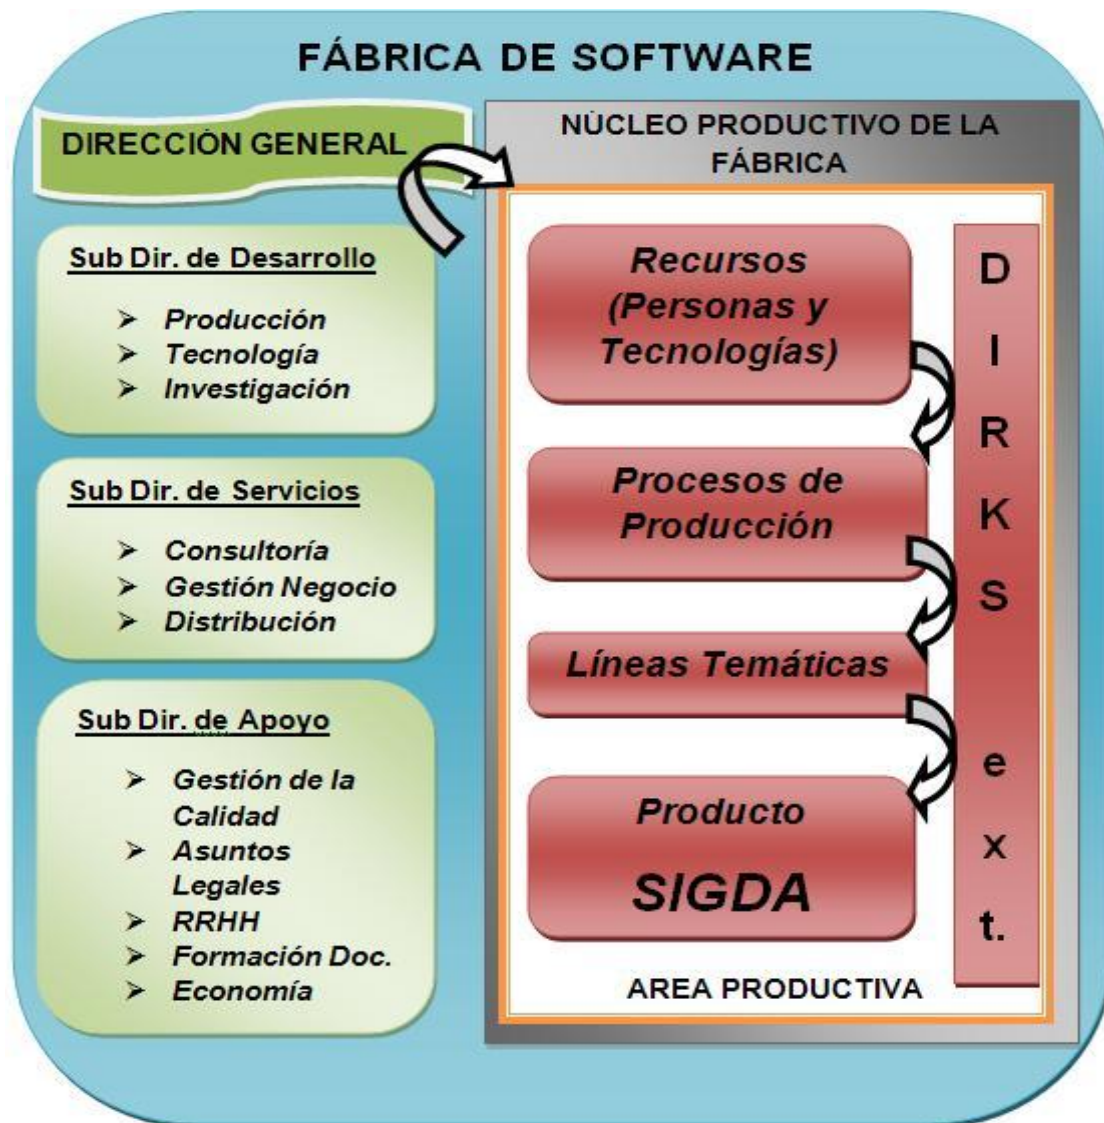 FÁBRICA DE SOFTWARE
DIRECCIÓN GENERAL
Sub Dir. de Desarrollo
➢ Producción
➢ Tecnología
➢ Investigación
Sub Dir. de Servicios
➢ Consultoría
➢ Gestión Negocio
➢ Distribución
Sub Dir. de Apoyo
➢ Gestión de la
Calidad
➢ Asuntos
Legales
➢ RRHH
➢ Formación Doc.
➢ Economía
NÚCLEO PRODUCTIVO DE LA
FÁBRICA
Recursos
(Personas y
Tecnologías)
Procesos de
Producción
Líneas Temáticas
Producto
SIGDA
AREA PRODUCTIVA
D
I
R
K
S
e
x
t.